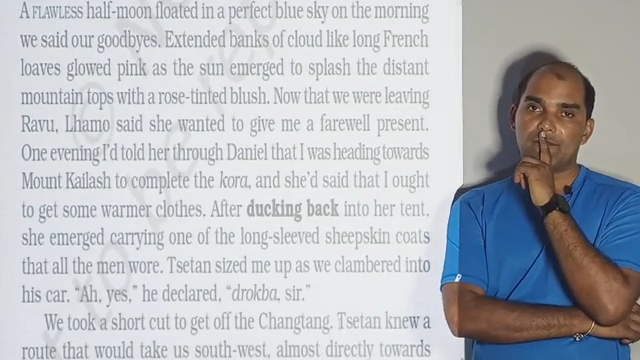 A FLAWLESS half-moon floated in a perfect blue sky on the morning
we said our goodbyes. Extended banks of cloud like long French
loaves glowed pink as the sun emerged to splash the distant
mountain tops with a rose-tinted blush. Now that we were leaving
Ravu, Lhamo said she wanted to give me a farewell present.
One evening I'd told her through Daniel that I was heading towards
Mount Kailash to complete the kora, and she'd said that I ought
to get some warmer clothes. After ducking back into her tent,
she emerged carrying one of the long-sleeved sheepskin coats
that all the men wore. Tsetan sized me up as we clambered into
his car. “Ah, yes,” he declared, “drokba, sir.”
We took a short cut to get off the Changtang. Tsetan knew a
route that would take us south-west, almost directly towards